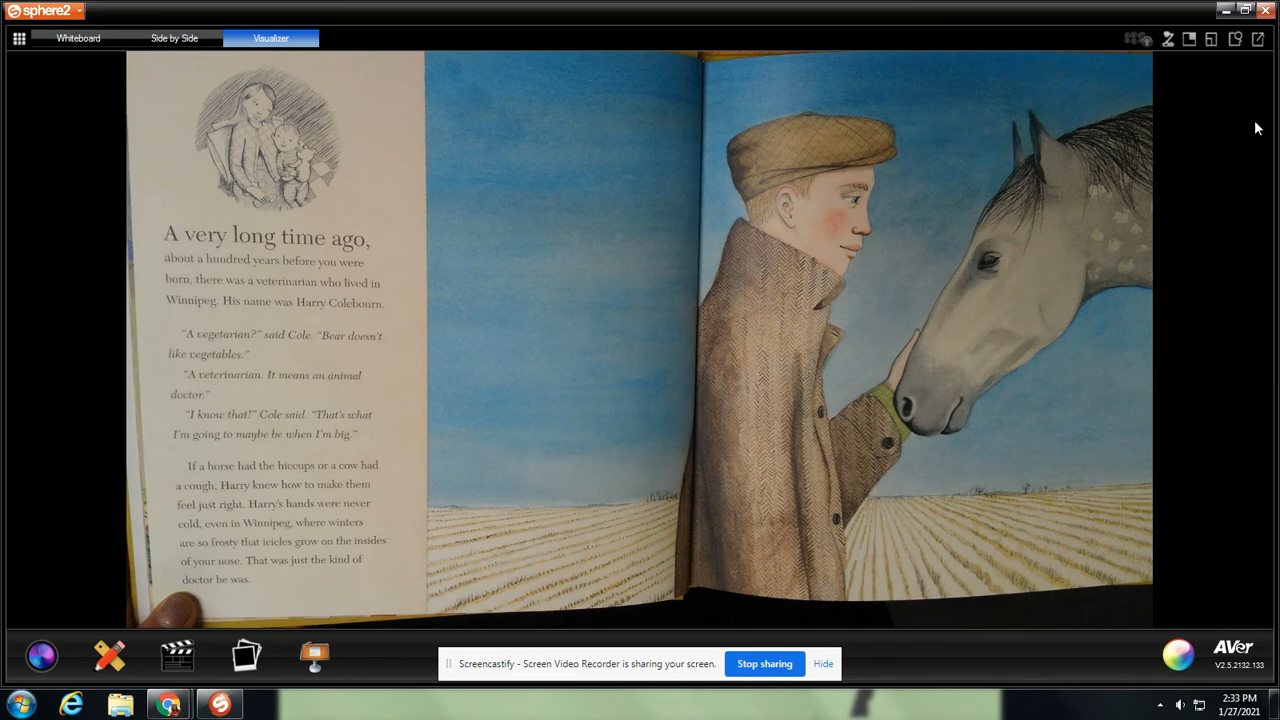 sphere2
Whiteboard
Side by Side
Visualizer
A very long time ago,
about a hundred years before you were
born, there was a veterinarian who lived in
Winnipeg. His name was Harry Colebourn.
"A vegetarian?" said Cole. "Bear doesn't
like vegetables."
"A veterinarian. It means an animal
doctor."
"I know that!" Cole said. "That's what
I'm going to maybe be when I'm big."
If a horse had the hiccups or a cow had
a cough, Harry knew how to make them
feel just right. Harry's hands were never
cold, even in Winnipeg, where winters
are so frosty that icicles grow on the insides
of your nose. That was just the kind of
doctor he was.
Screencastify - Screen Video Recorder is sharing your screen.
Stop sharing
Hide
AVer
V2.5.2132.133
2:33 PM
1/27/2021